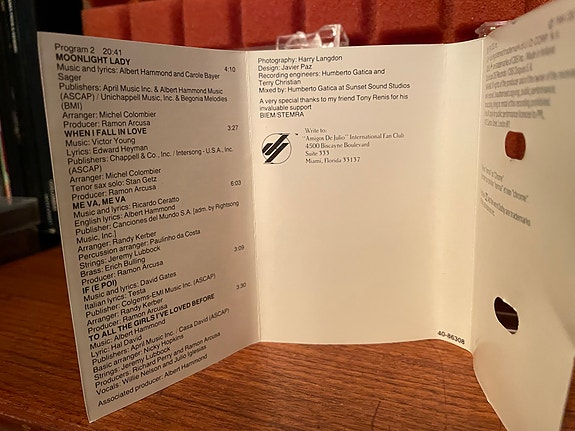 Program 2 20:41
MOONLIGHT LADY 4:10
Music and lyrics: Albert Hammond and Carole Bayer
Sager
Publishers: April Music Inc. & Albert Hammond Music
(ASCAP) / Unichappell Music, Inc. & Begonia Melodies
(BMI)
Arranger: Michel Colombier
Producer: Ramon Arcusa
WHEN I FALL IN LOVE 3:27
Music: Victor Young
Lyrics: Edward Heyman
Publishers: Chappell & Co., Inc. / Intersong - U.S.A., Inc.
(ASCAP)
Arranger: Michel Colombier
Tenor sax solo: Stan Getz
Producer: Ramon Arcusa
ME VA, ME VA 6:03
Music and lyrics: Ricardo Ceratto
English lyrics: Albert Hammond
Publisher: Canciones del Mundo S.A. [adm. by Rightsong
Music, Inc.]
Arranger: Randy Kerber
Percussion arranger: Paulinho da Costa
Strings: Jeremy Lubbock
Brass: Erich Bulling
Producer: Ramon Arcusa
IF (E POI) 3:09
Music and lyrics: David Gates
Italian lyrics: Testa
Publisher: Colgems-EMI Music Inc. (ASCAP)
Arranger: Randy Kerber
Producer: Ramon Arcusa
TO ALL THE GIRLS I'VE LOVED BEFORE 3:30
Music: Albert Hammond
Lyric: Hal David
Publishers: April Music Inc. / Casa David (ASCAP)
Basic arranger: Nicky Hopkins
Strings: Jeremy Lubbock
Producers: Richard Perry and Ramon Arcusa
Vocals: Willie Nelson and Julio Iglesias
Associated producer: Albert Hammond
Photography: Harry Langdon
Design: Javier Paz
Recording engineers: Humberto Gatica and
Terry Christian
Mixed by: Humberto Gatica at Sunset Sound Studios
A very special thanks to my friend Tony Renis for his
invaluable support
BIEM/STEMRA
Write to:
"Amigos De Julio" International Fan Club
4500 Biscayne Boulevard
Suite 333
Miami, Florida 33137
40-86308